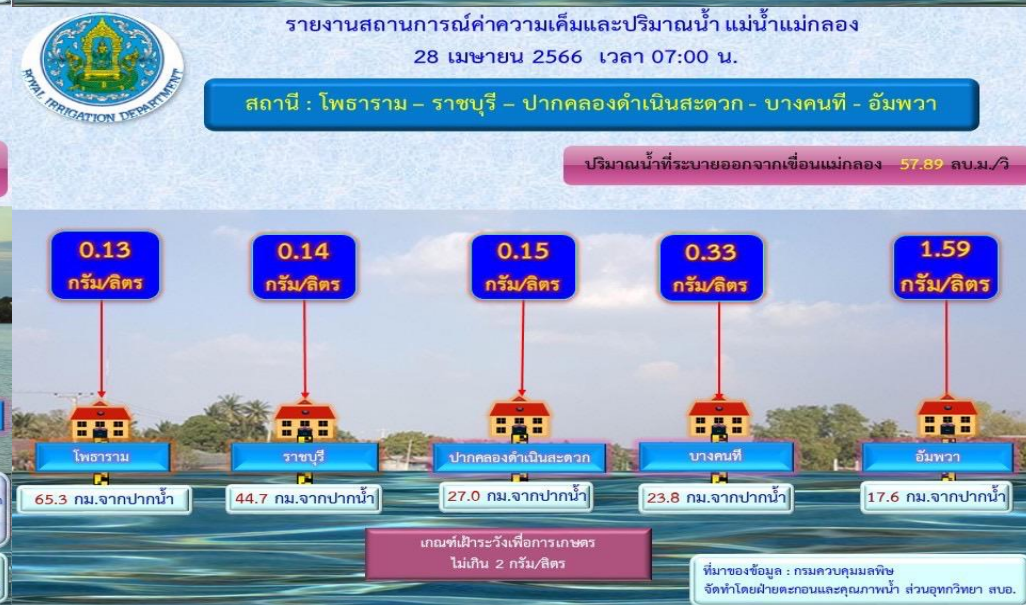 รายงานสถานการณ์ค่าความเค็มและปริมาณน้ำ แม่น้ำแม่กลอง
28 เมษายน 2566 เวลา 07:00 น.
ROYAL IRRIGATION DEPARTMENT
สถานี : โพธาราม – ราชบุรี – ปากคลองดำเนินสะดวก - บางคนที - อัมพวา
ปริมาณน้ำที่ระบายออกจากเขื่อนแม่กลอง 57.89 ลบ.ม./วิ
0.13 กรัม/ลิตร
0.14 กรัม/ลิตร
0.15 กรัม/ลิตร
0.33 กรัม/ลิตร
1.59 กรัม/ลิตร
โพธาราม
ราชบุรี
ปากคลองดำเนินสะดวก
บางคนที
อัมพวา
65.3 กม.จากปากน้ำ
44.7 กม.จากปากน้ำ
27.0 กม.จากปากน้ำ
23.8 กม.จากปากน้ำ
17.6 กม.จากปากน้ำ
เกณฑ์เฝ้าระวังเพื่อการเกษตร
ไม่เกิน 2 กรัม/ลิตร
ที่มาของข้อมูล : กรมควบคุมมลพิษ
จัดทำโดยฝ่ายตะกอนและคุณภาพน้ำ ส่วนอุทกวิทยา สบอ.